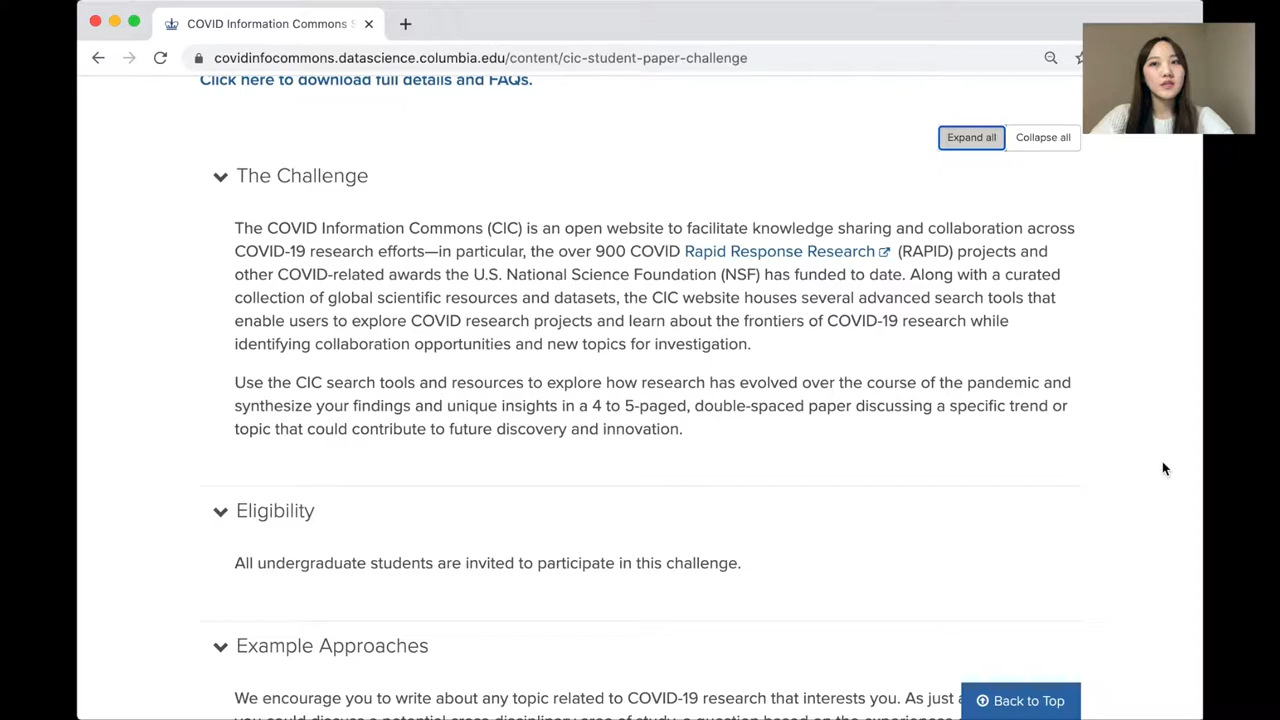 COVID Information Commons S
covidinfocommons.datascience.columbia.edu/content/cic-student-paper-challenge
Click here to download full details and FAQs.
Expand all
Collapse all
The Challenge
The COVID Information Commons (CIC) is an open website to facilitate knowledge sharing and collaboration across
COVID-19 research efforts—in particular, the over 900 COVID Rapid Response Research (RAPID) projects and
other COVID-related awards the U.S. National Science Foundation (NSF) has funded to date. Along with a curated
collection of global scientific resources and datasets, the CIC website houses several advanced search tools that
enable users to explore COVID research projects and learn about the frontiers of COVID-19 research while
identifying collaboration opportunities and new topics for investigation.
Use the CIC search tools and resources to explore how research has evolved over the course of the pandemic and
synthesize your findings and unique insights in a 4 to 5-paged, double-spaced paper discussing a specific trend or
topic that could contribute to future discovery and innovation.
Eligibility
All undergraduate students are invited to participate in this challenge.
Example Approaches
We encourage you to write about any topic related to COVID-19 research that interests you. As just
Back to Top